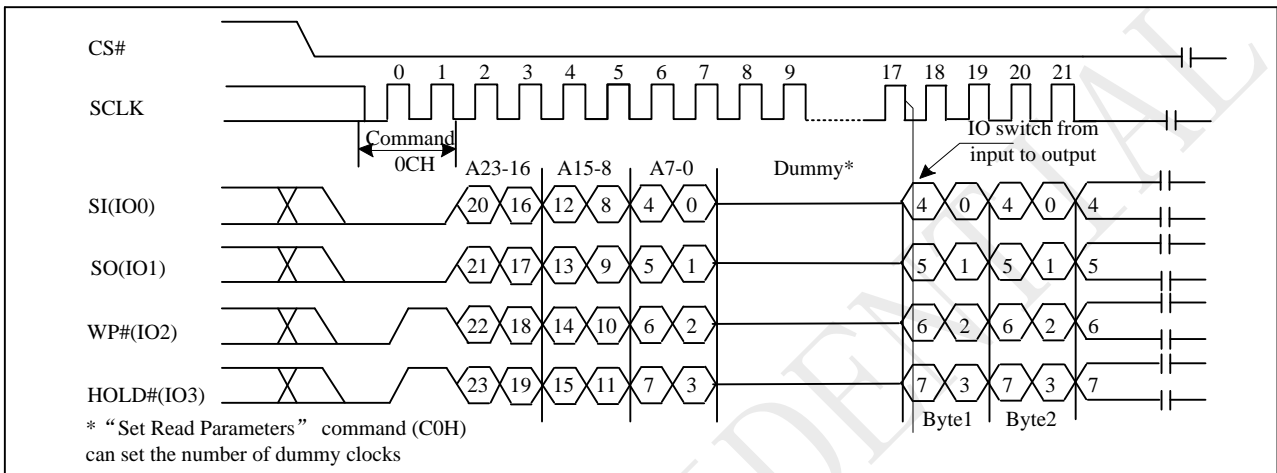 CS#
0 1 2 3 4 5 6 7 8 9 17 18 19 20 21
SCLK
Command
0CH
IO switch from
input to output
A23-16 A15-8 A7-0 Dummy*
SI(IO0) 20 16 12 8 4 0 4 0 4 0 4
SO(IO1) 21 17 13 9 5 1 5 1 5 1 5
WP#(IO2) 22 18 14 10 6 2 6 2 6 2 6
HOLD#(IO3) 23 19 15 11 7 3 7 3 7 3 7
Byte1 Byte2
* “Set Read Parameters” command (C0H)
can set the number of dummy clocks
DENTIAL